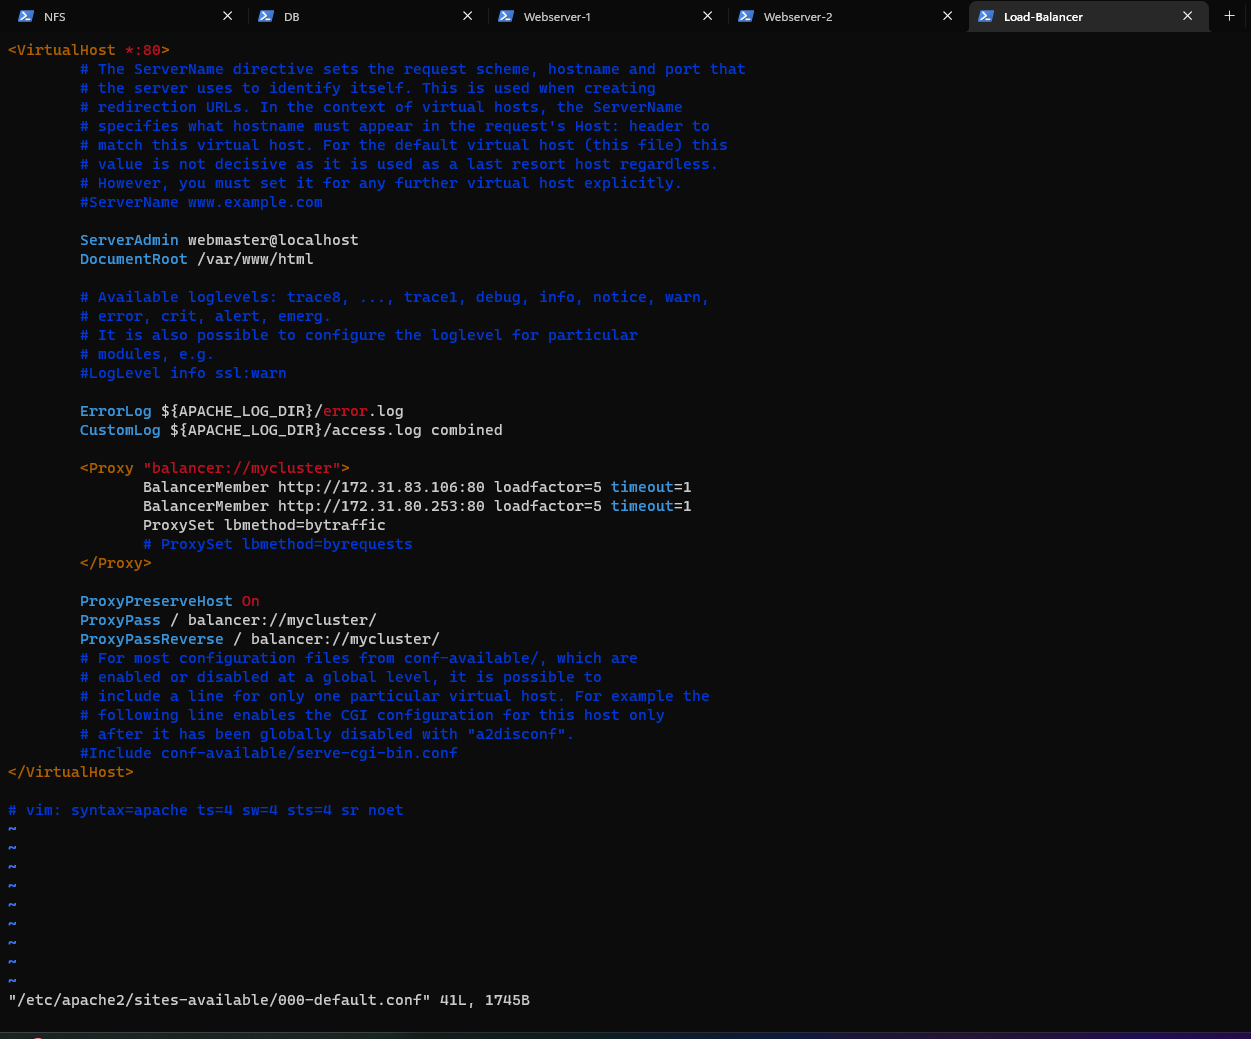 NFS DB Webserver-1 Webserver-2 Load-Balancer
<VirtualHost *:80>
        # The ServerName directive sets the request scheme, hostname and port that
        # the server uses to identify itself. This is used when creating
        # redirection URLs. In the context of virtual hosts, the ServerName
        # specifies what hostname must appear in the request's Host: header to
        # match this virtual host. For the default virtual host (this file) this
        # value is not decisive as it is used as a last resort host regardless.
        # However, you must set it for any further virtual host explicitly.
        #ServerName www.example.com

        ServerAdmin webmaster@localhost
        DocumentRoot /var/www/html

        # Available loglevels: trace8, ..., trace1, debug, info, notice, warn,
        # error, crit, alert, emerg.
        # It is also possible to configure the loglevel for particular
        # modules, e.g.
        #LogLevel info ssl:warn

        ErrorLog ${APACHE_LOG_DIR}/error.log
        CustomLog ${APACHE_LOG_DIR}/access.log combined

        <Proxy "balancer://mycluster">
               BalancerMember http://172.31.83.106:80 loadfactor=5 timeout=1
               BalancerMember http://172.31.80.253:80 loadfactor=5 timeout=1
               ProxySet lbmethod=bytraffic
               # ProxySet lbmethod=byrequests
        </Proxy>

        ProxyPreserveHost On
        ProxyPass / balancer://mycluster/
        ProxyPassReverse / balancer://mycluster/
        # For most configuration files from conf-available/, which are
        # enabled or disabled at a global level, it is possible to
        # include a line for only one particular virtual host. For example the
        # following line enables the CGI configuration for this host only
        # after it has been globally disabled with "a2disconf".
        #Include conf-available/serve-cgi-bin.conf
</VirtualHost>

# vim: syntax=apache ts=4 sw=4 sts=4 sr noet
~
~
~
~
~
~
~
~
~
"/etc/apache2/sites-available/000-default.conf" 41L, 1745B